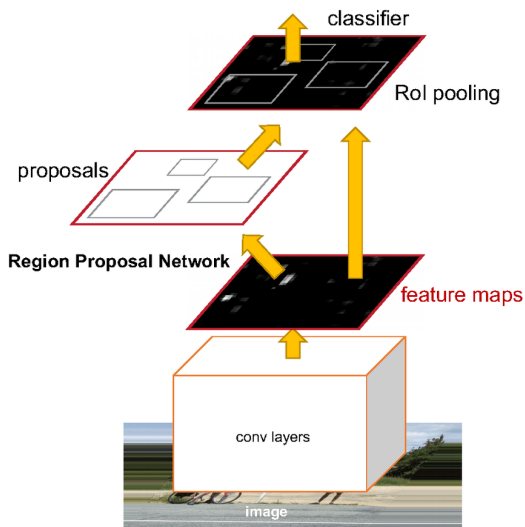 classifier
RoI pooling
proposals
Region Proposal Network
feature maps
conv layers
image